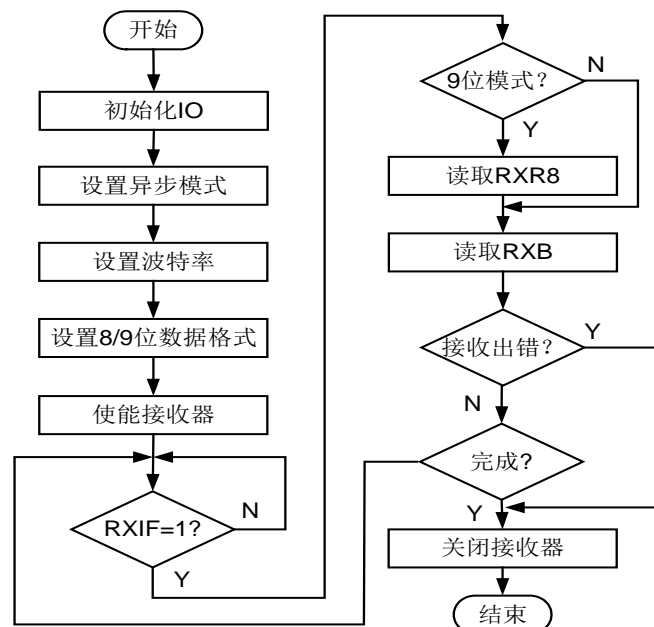 开始
初始化IO
设置异步模式
设置波特率
设置8/9位数据格式
使能接收器
RXIF=1?
N
Y
9位模式？
N
Y
读取RXR8
读取RXB
接收出错？
Y
N
完成?
Y
关闭接收器
结束